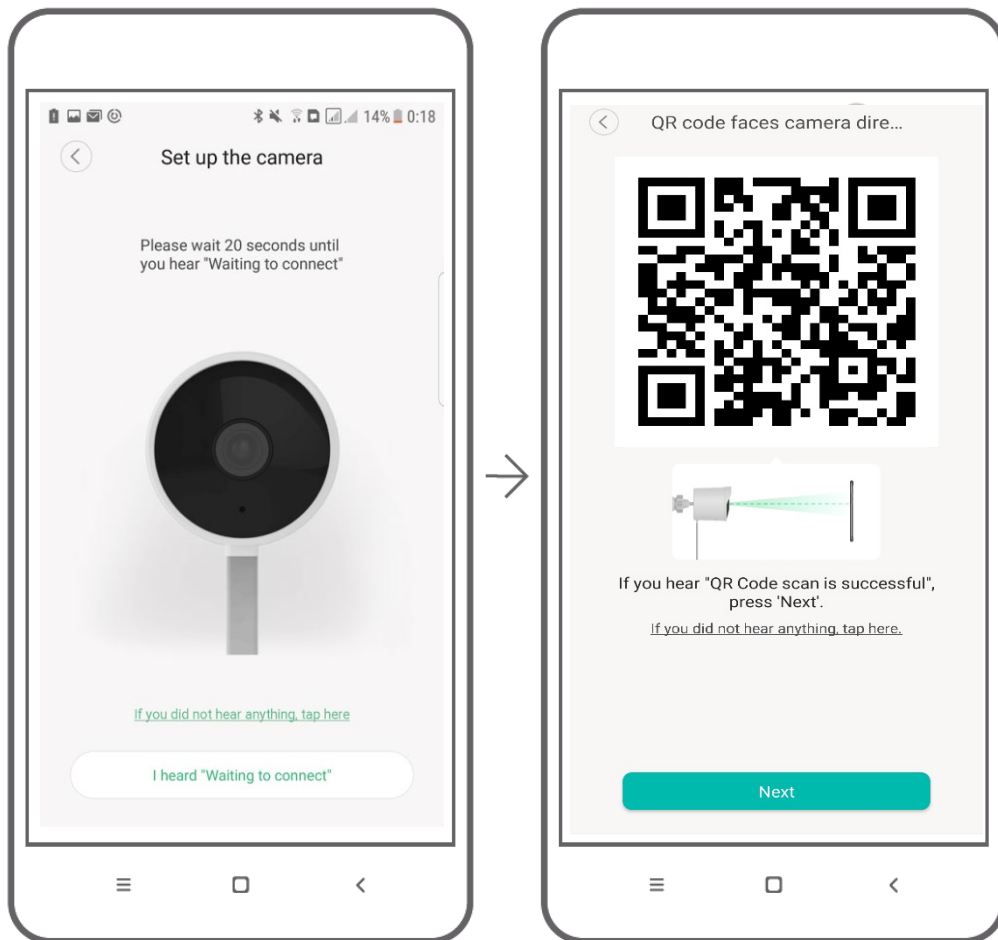 14% 0:18
Set up the camera
Please wait 20 seconds until
you hear "Waiting to connect"
If you did not hear anything, tap here
I heard "Waiting to connect"
QR code faces camera dire...
If you hear "QR Code scan is successful",
press 'Next'.
If you did not hear anything, tap here.
Next